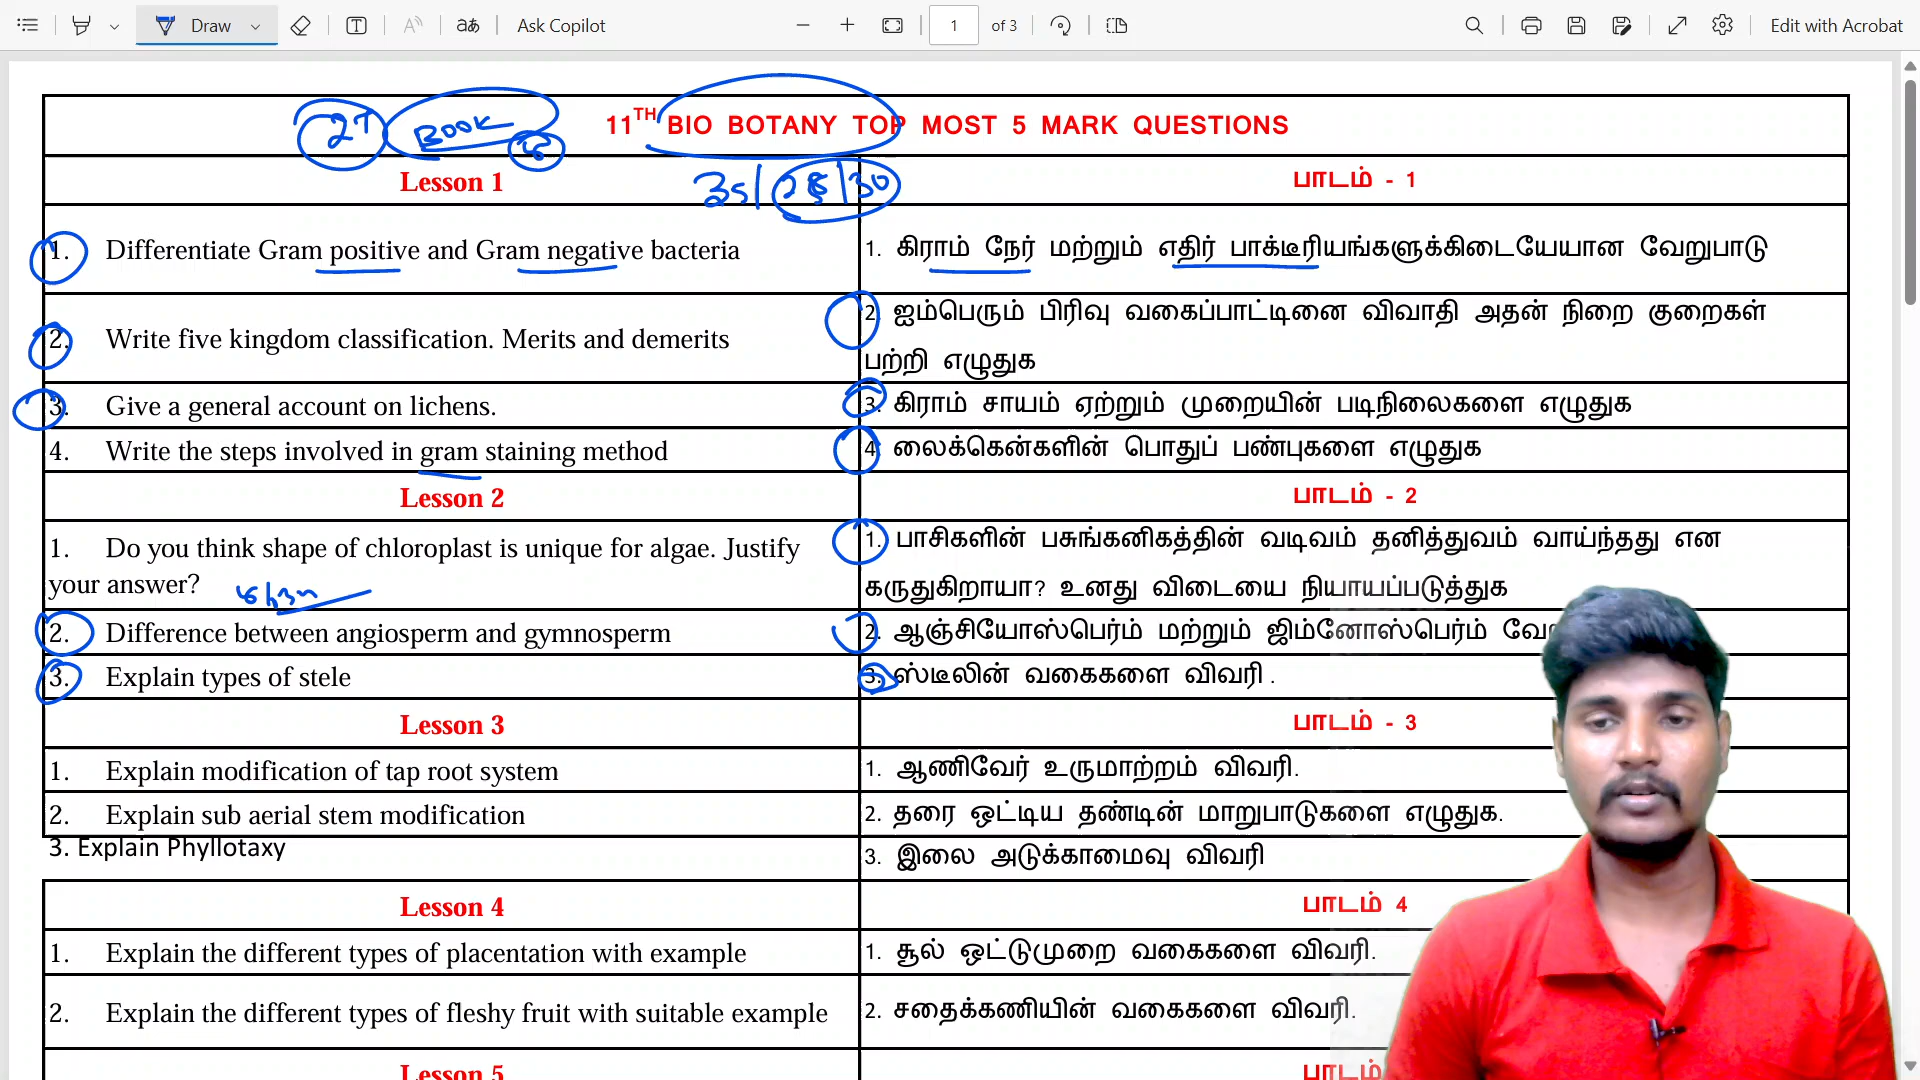 Draw
Ask Copilot
1 of 3
Edit with Acrobat
27 BOOK
11TH BIO BOTANY TOP MOST 5 MARK QUESTIONS
35/28/30
Lesson 1
பாடம் - 1
1. Differentiate Gram positive and Gram negative bacteria
1. கிராம் நேர் மற்றும் எதிர் பாக்டீரியங்களுக்கிடையேயான வேறுபாடு
2. Write five kingdom classification. Merits and demerits
2. ஐம்பெரும் பிரிவு வகைப்பாட்டினை விவாதி அதன் நிறை குறைகள்
பற்றி எழுதுக
3. Give a general account on lichens.
3. கிராம் சாயம் ஏற்றும் முறையின் படிநிலைகளை எழுதுக
4. Write the steps involved in gram staining method
4. லைக்கென்களின் பொதுப் பண்புகளை எழுதுக
Lesson 2
பாடம் - 2
1. Do you think shape of chloroplast is unique for algae. Justify
your answer?
1. பாசிகளின் பசுங்கனிகத்தின் வடிவம் தனித்துவம் வாய்ந்தது என
கருதுகிறாயா? உனது விடையை நியாயப்படுத்துக
2. Difference between angiosperm and gymnosperm
2. ஆஞ்சியோஸ்பெர்ம் மற்றும் ஜிம்னோஸ்பெர்ம்
3. Explain types of stele
3. ஸ்டீலின் வகைகளை விவரி .
Lesson 3
பாடம் - 3
1. Explain modification of tap root system
1. ஆணிவேர் உருமாற்றம் விவரி.
2. Explain sub aerial stem modification
2. தரை ஒட்டிய தண்டின் மாறுபாடுகளை எழுதுக.
3. Explain Phyllotaxy
3. இலை அடுக்காமைவு விவரி
Lesson 4
பாடம் 4
1. Explain the different types of placentation with example
1. சூல் ஒட்டுமுறை வகைகளை விவரி.
2. Explain the different types of fleshy fruit with suitable example
2. சதைக்கணியின் வகைகளை விவரி.
Lesson 5